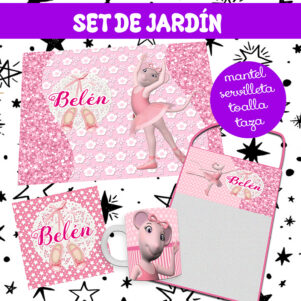 SET DE JARDÍN
mantel
servilleta
toalla
taza
Belén
Belén
Belén